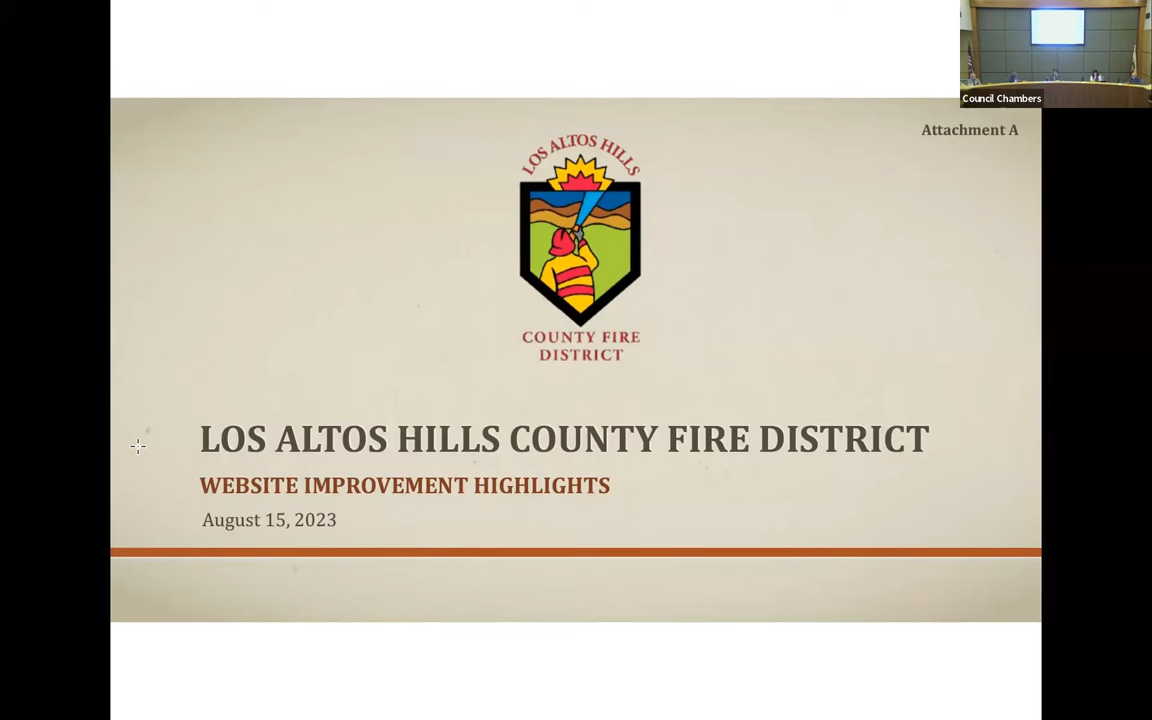 Council Chambers
Attachment A
LOS ALTOS HILLS
COUNTY FIRE
DISTRICT
LOS ALTOS HILLS COUNTY FIRE DISTRICT
WEBSITE IMPROVEMENT HIGHLIGHTS
August 15, 2023